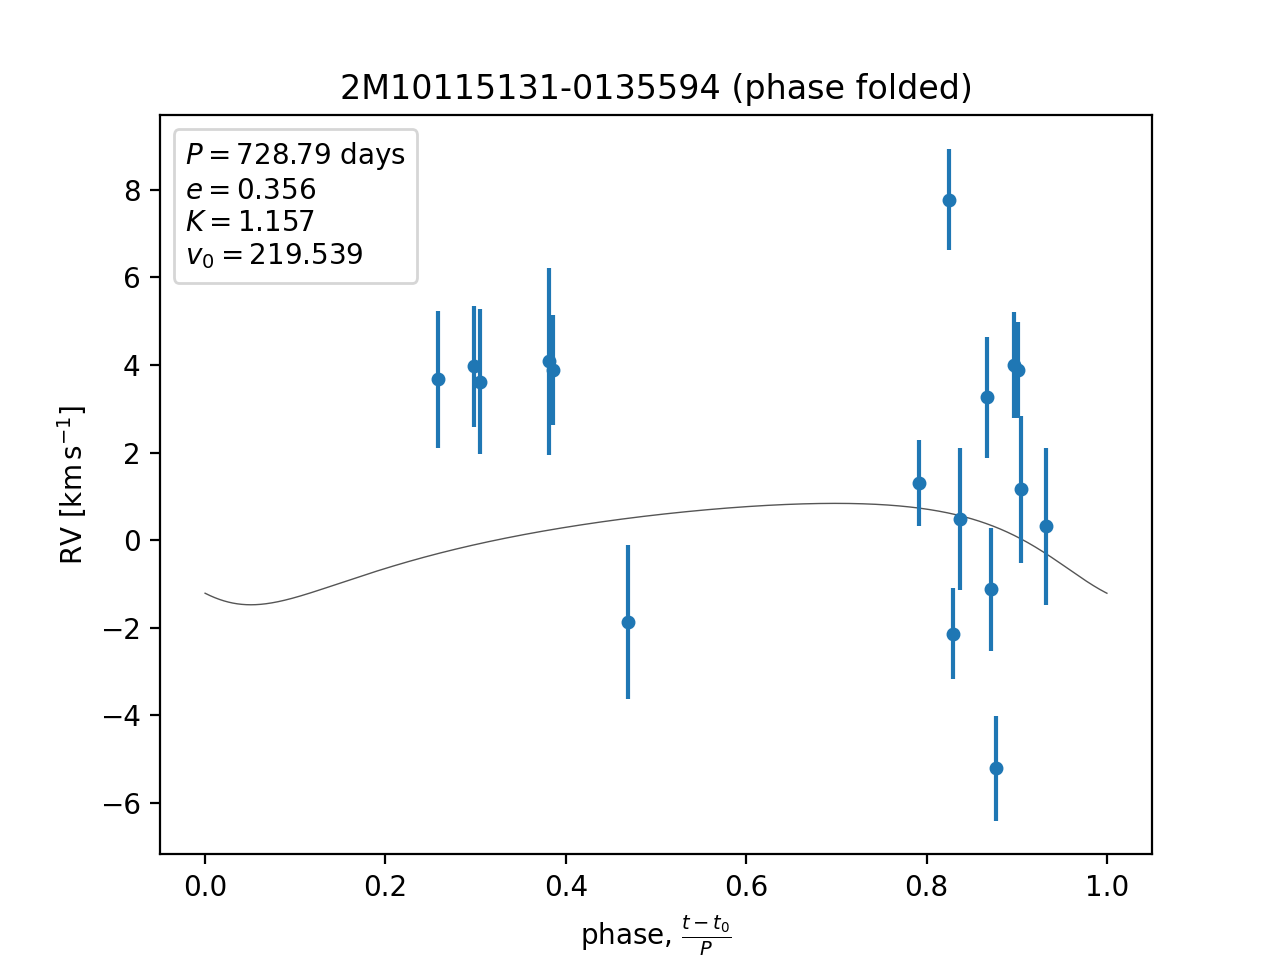 2M10115131-0135594 (phase folded)
P = 728.79 days
e = 0.356
K = 1.157
v₀ = 219.539
RV [km s⁻¹]
8
6
4
2
0
−2
−4
−6
0.0 0.2 0.4 0.6 0.8 1.0
phase, (t − t₀)/P